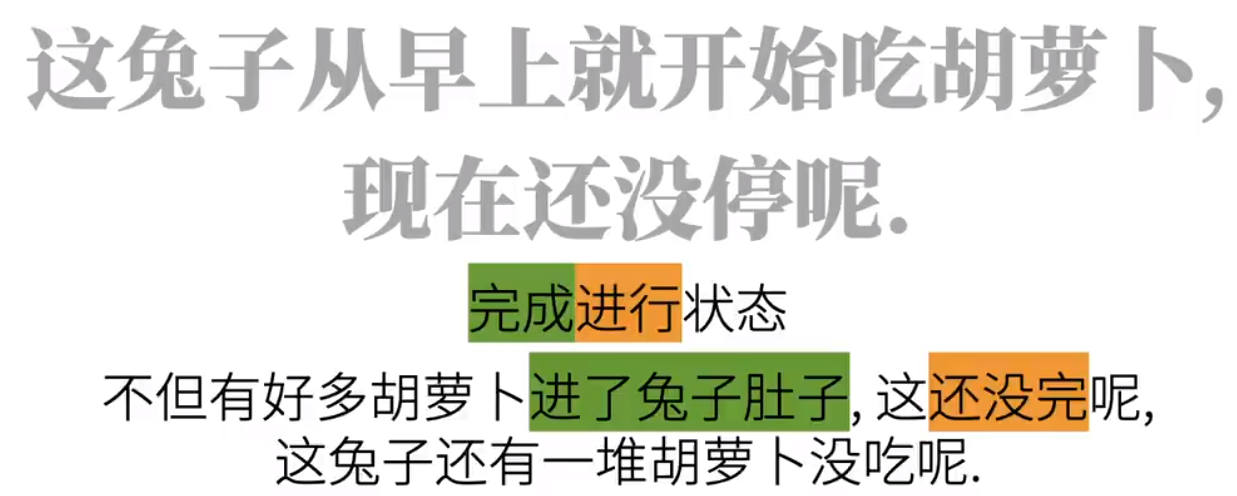 这兔子从早上就开始吃胡萝卜,
现在还没停呢.
完成进行状态
不但有好多胡萝卜进了兔子肚子, 这还没完呢,
这兔子还有一堆胡萝卜没吃呢.